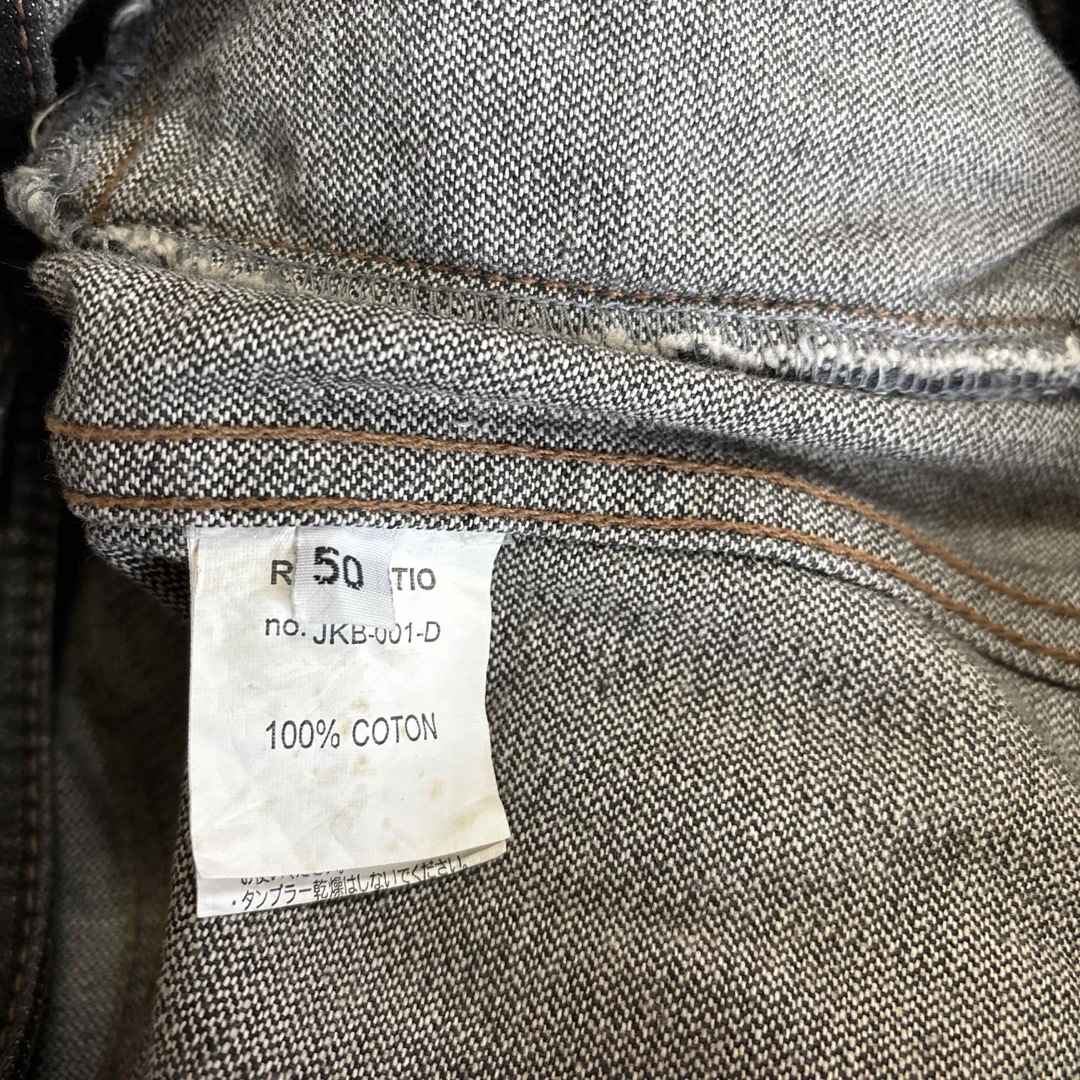 50
TIO
no. JKB-001-D
100% COTON
・タンブラー乾燥はしないでください。